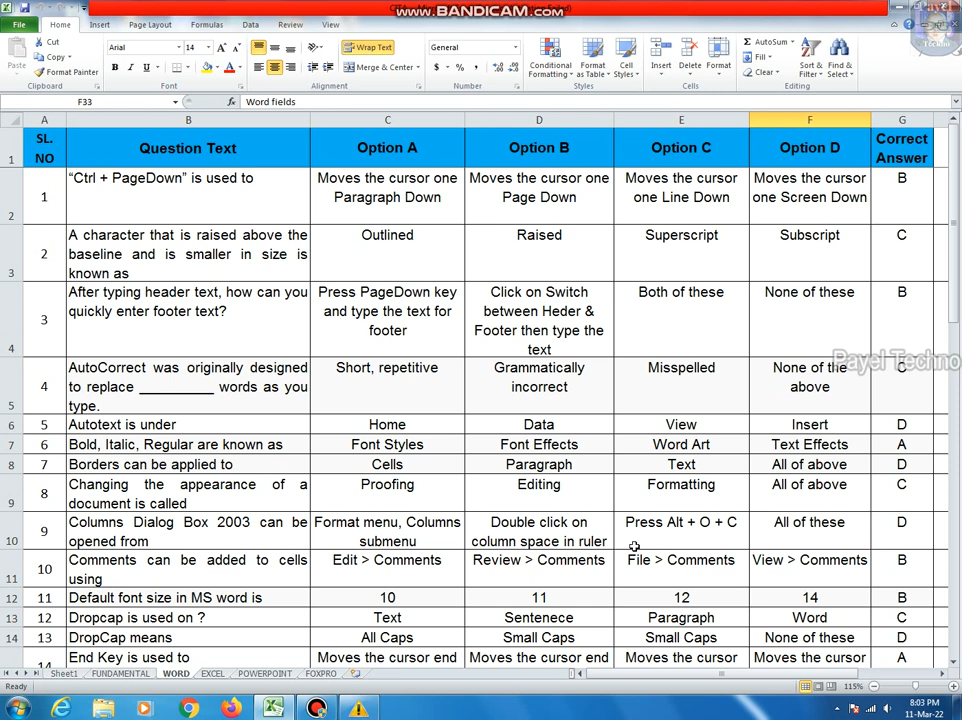 www.BANDICAM.com
File Home Insert Page Layout Formulas Data Review View
Paste Cut Copy Format Painter Clipboard
Arial 14 Font
Wrap Text Merge & Center Alignment
General Number
Conditional Formatting Format as Table Cell Styles Styles
Insert Delete Format Cells
AutoSum Fill Clear Sort & Filter Find & Select Editing
F33 fx Word fields
A B C D E F G
1 SL. NO Question Text Option A Option B Option C Option D Correct Answer
2 1 “Ctrl + PageDown” is used to Moves the cursor one Paragraph Down Moves the cursor one Page Down Moves the cursor one Line Down Moves the cursor one Screen Down B
3 2 A character that is raised above the baseline and is smaller in size is known as Outlined Raised Superscript Subscript C
4 3 After typing header text, how can you quickly enter footer text? Press PageDown key and type the text for footer Click on Switch between Heder & Footer then type the text Both of these None of these B
Payel Techno
5 4 AutoCorrect was originally designed to replace __________ words as you type. Short, repetitive Grammatically incorrect Misspelled None of the above C
6 5 Autotext is under Home Data View Insert D
7 6 Bold, Italic, Regular are known as Font Styles Font Effects Word Art Text Effects A
8 7 Borders can be applied to Cells Paragraph Text All of above D
9 8 Changing the appearance of a document is called Proofing Editing Formatting All of above C
10 9 Columns Dialog Box 2003 can be opened from Format menu, Columns submenu Double click on column space in ruler Press Alt + O + C All of these D
11 10 Comments can be added to cells using Edit > Comments Review > Comments File > Comments View > Comments B
12 11 Default font size in MS word is 10 11 12 14 B
13 12 Dropcap is used on ? Text Sentenece Paragraph Word C
14 13 DropCap means All Caps Small Caps Small Caps None of these D
14 End Key is used to Moves the cursor end Moves the cursor end Moves the cursor Moves the cursor A
Sheet1 FUNDAMENTAL WORD EXCEL POWERPOINT FOXPRO
Ready 115%
8:03 PM
11-Mar-22